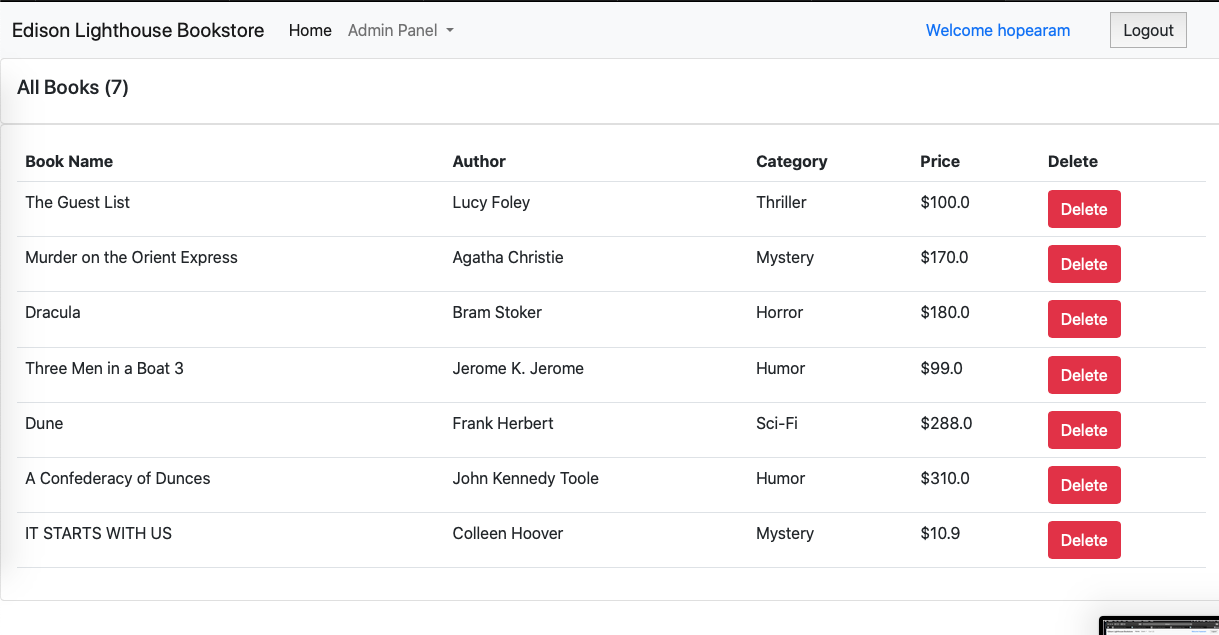 Edison Lighthouse Bookstore Home Admin Panel Welcome hopearam Logout
All Books (7)
Book Name Author Category Price Delete
The Guest List Lucy Foley Thriller $100.0 Delete
Murder on the Orient Express Agatha Christie Mystery $170.0 Delete
Dracula Bram Stoker Horror $180.0 Delete
Three Men in a Boat 3 Jerome K. Jerome Humor $99.0 Delete
Dune Frank Herbert Sci-Fi $288.0 Delete
A Confederacy of Dunces John Kennedy Toole Humor $310.0 Delete
IT STARTS WITH US Colleen Hoover Mystery $10.9 Delete